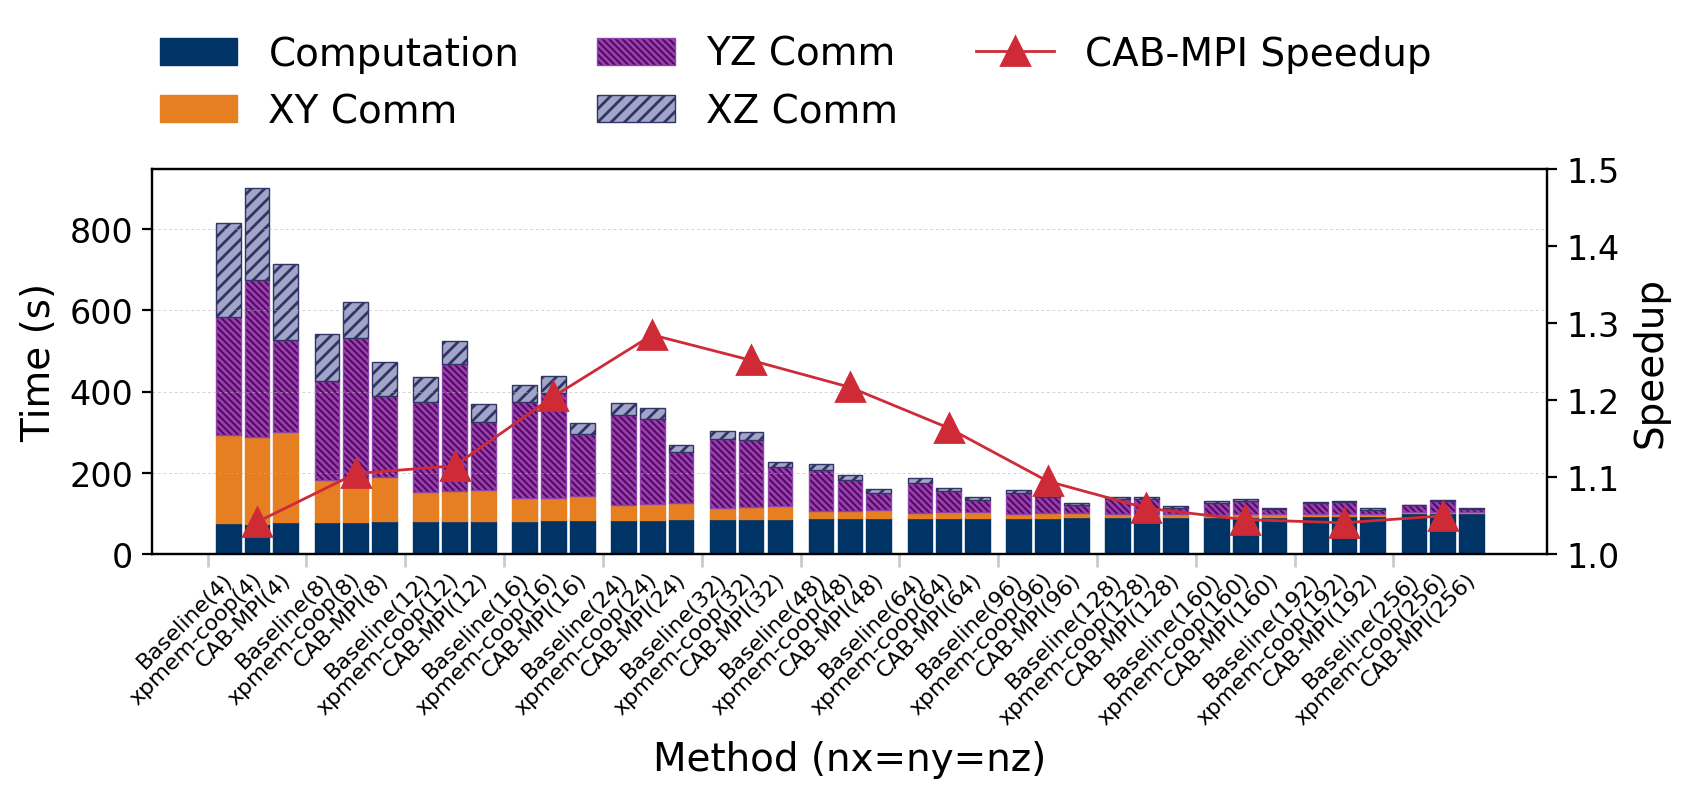 Computation
XY Comm
YZ Comm
XZ Comm
CAB-MPI Speedup
Time (s)
800
600
400
200
0
1.5
1.4
1.3
1.2
1.1
1.0
Speedup
Baseline(4)
xpmem-coop(4)
CAB-MPI(4)
Baseline(8)
xpmem-coop(8)
CAB-MPI(8)
Baseline(12)
xpmem-coop(12)
CAB-MPI(12)
Baseline(16)
xpmem-coop(16)
CAB-MPI(16)
Baseline(24)
xpmem-coop(24)
CAB-MPI(24)
Baseline(32)
xpmem-coop(32)
CAB-MPI(32)
Baseline(48)
xpmem-coop(48)
CAB-MPI(48)
Baseline(64)
xpmem-coop(64)
CAB-MPI(64)
Baseline(96)
xpmem-coop(96)
CAB-MPI(96)
Baseline(128)
xpmem-coop(128)
CAB-MPI(128)
Baseline(160)
xpmem-coop(160)
CAB-MPI(160)
Baseline(192)
xpmem-coop(192)
CAB-MPI(192)
Baseline(256)
xpmem-coop(256)
CAB-MPI(256)
Method (nx=ny=nz)